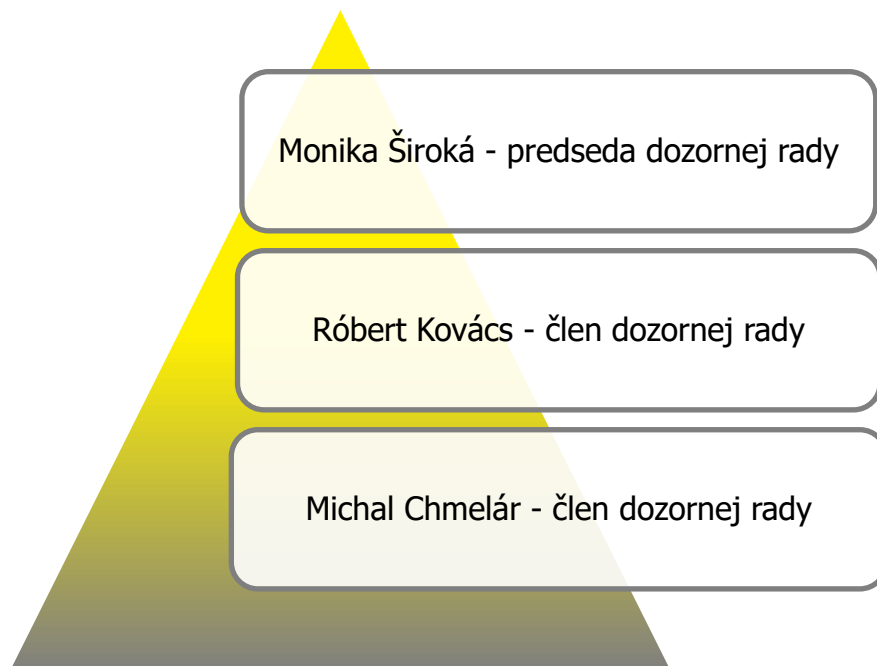 Monika Široká - predseda dozornej rady
Róbert Kovács - člen dozornej rady
Michal Chmelár - člen dozornej rady